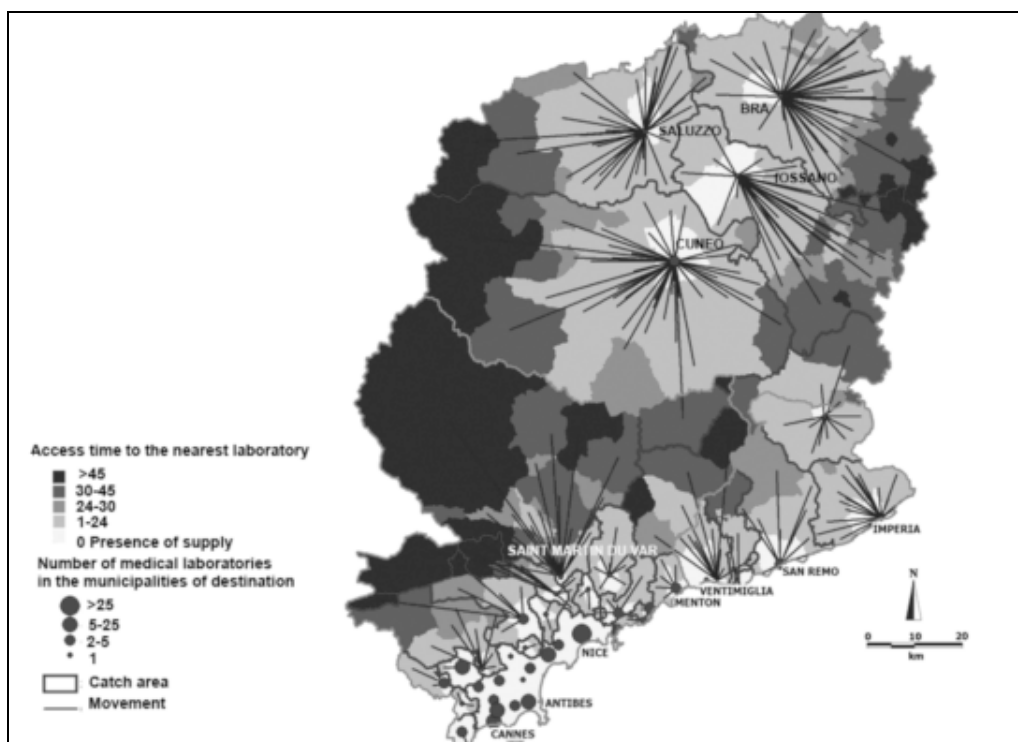 BRA
SALUZZO
fOSSANO
CUNEO
Access time to the nearest laboratory
>45
30-45
24-30
1-24
0 Presence of supply
Number of medical laboratories
in the municipalities of destination
>25
5-25
2-5
1
Catch area
Movement
SAINT MARTIN DU VAR
IMPERIA
SAN REMO
VENTIMIGLIA
MENTON
NICE
ANTIBES
CANNES
N
0 10 20
km